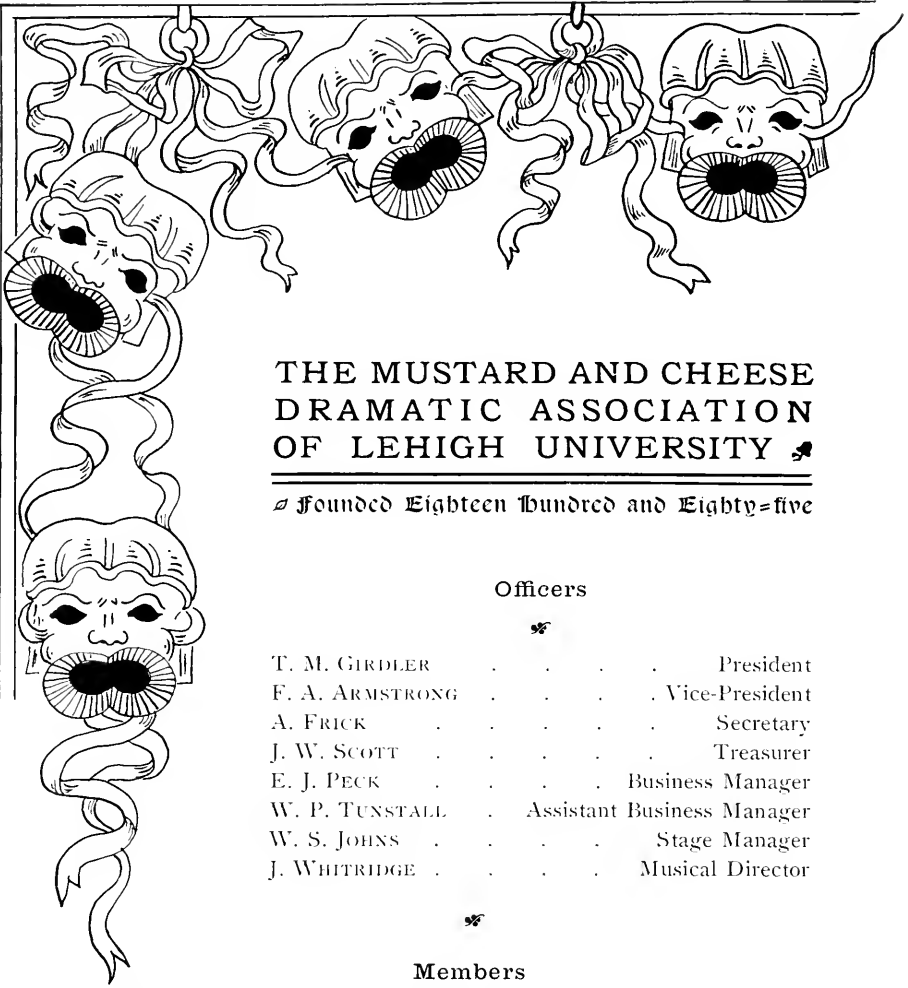 THE MUSTARD AND CHEESE
DRAMATIC ASSOCIATION
OF LEHIGH UNIVERSITY
Founded Eighteen Hundred and Eighty=five
Officers
T. M. GIRDLER . . . . President
F. A. ARMSTRONG . . . . Vice-President
A. FRICK . . . . . Secretary
J. W. SCOTT . . . . . Treasurer
E. J. PECK . . . . Business Manager
W. P. TUNSTALL . Assistant Business Manager
W. S. JOHNS . . . . Stage Manager
J. WHITRIDGE . . . . Musical Director
Members